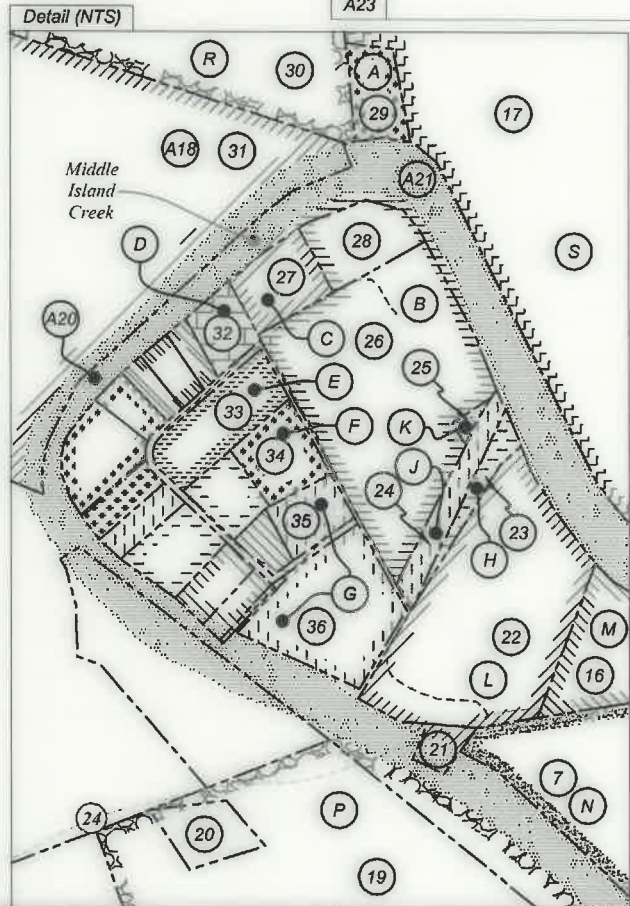 A23
Detail (NTS)
R
30
A
29
17
A18
31
Middle
Island
Creek
A21
D
28
S
27
B
A20
32
C
26
25
E
33
K
F
34
J
24
35
H
23
G
36
22
M
L
16
21
7
N
24
20
P
19